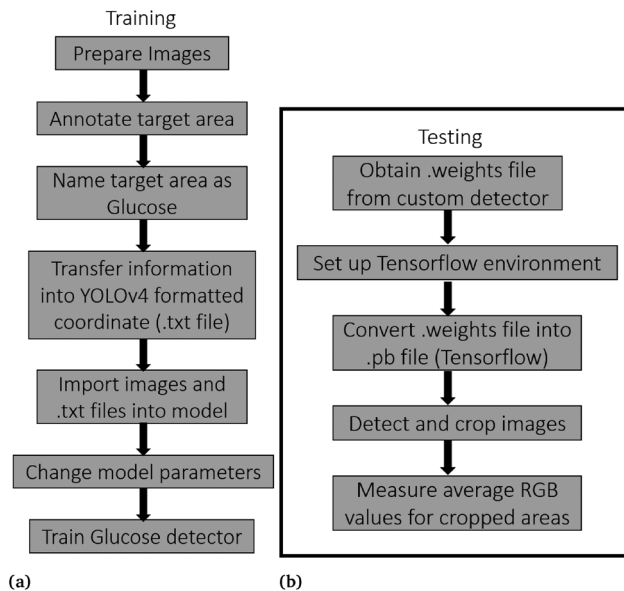 Training
Prepare Images
Annotate target area
Name target area as
Glucose
Transfer information
into YOLOv4 formatted
coordinate (.txt file)
Import images and
.txt files into model
Change model parameters
Train Glucose detector
(a)
Testing
Obtain .weights file
from custom detector
Set up Tensorflow environment
Convert .weights file into
.pb file (Tensorflow)
Detect and crop images
Measure average RGB
values for cropped areas
(b)